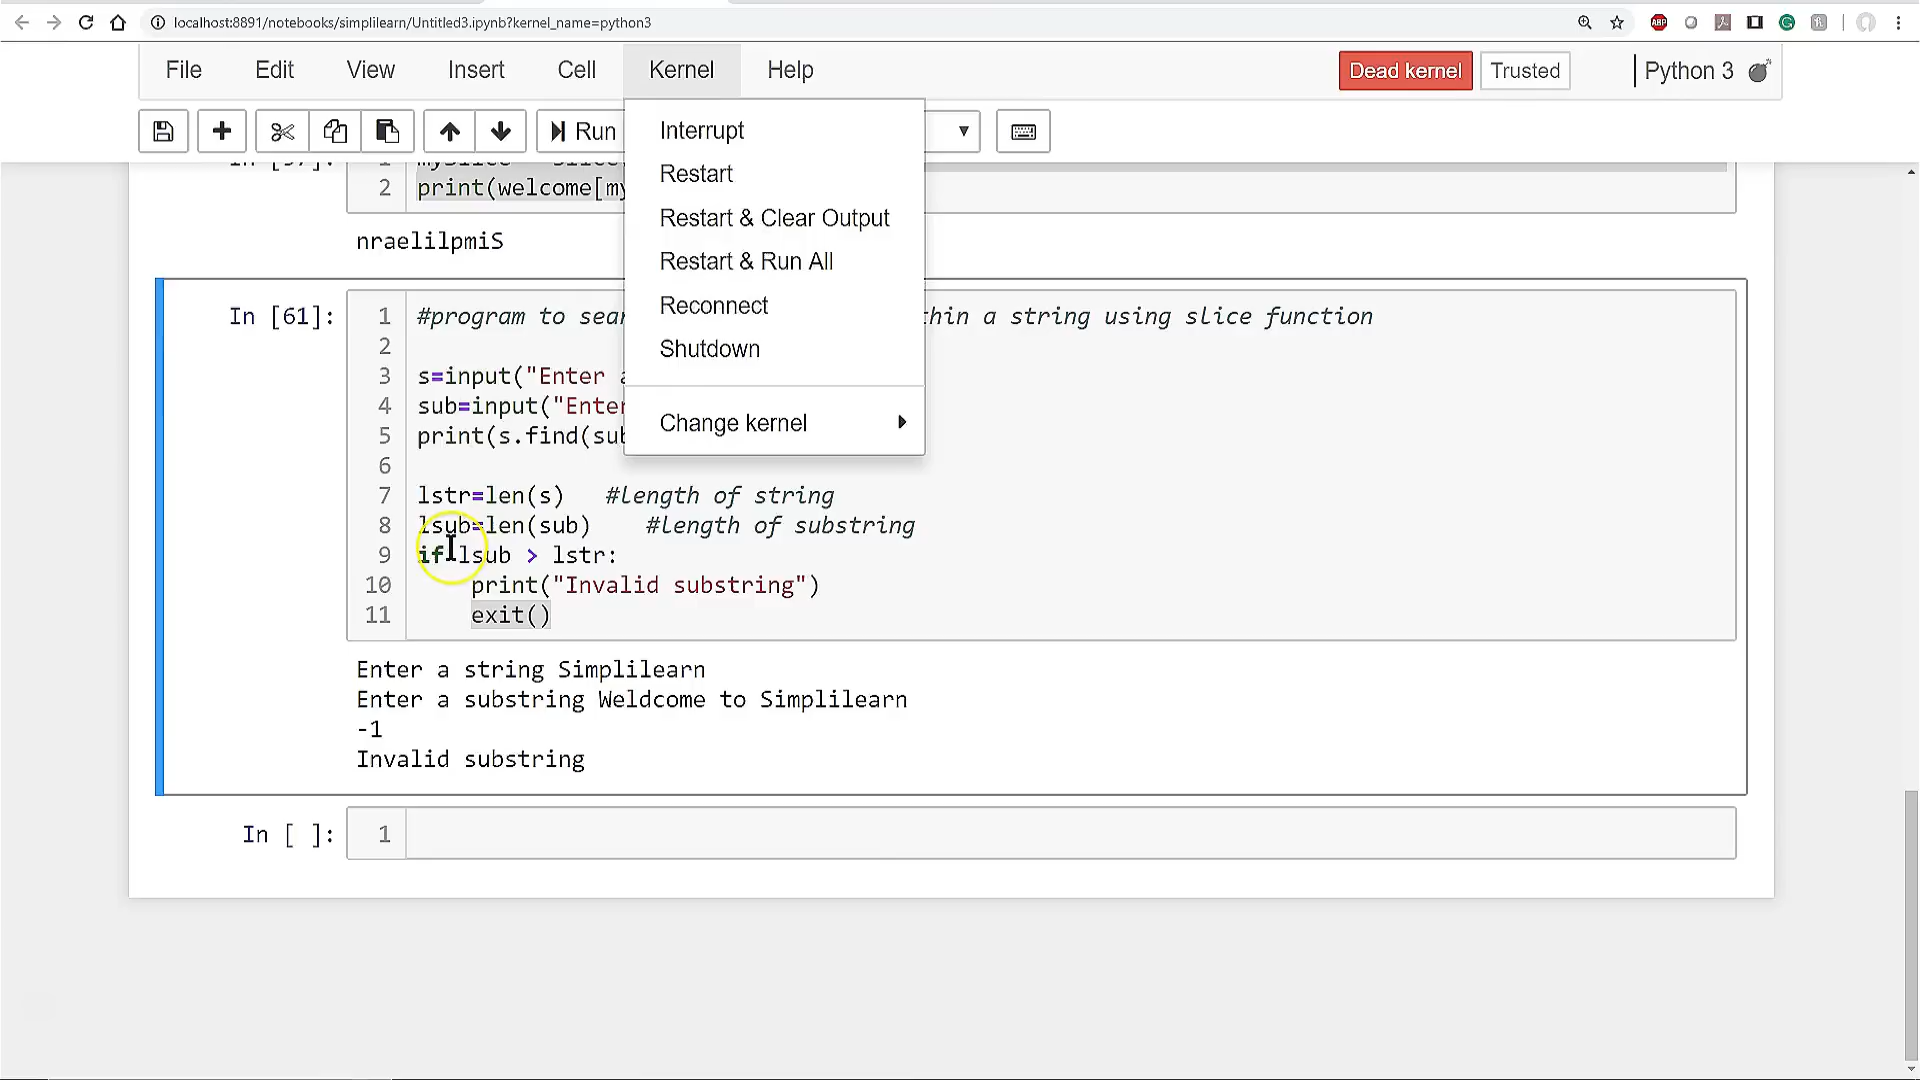 localhost:8891/notebooks/simplilearn/Untitled3.ipynb?kernel_name=python3
File Edit View Insert Cell Kernel Help Dead kernel Trusted Python 3
Run
Interrupt
Restart
Restart & Clear Output
Restart & Run All
Reconnect
Shutdown
Change kernel
2 print(welcome[my
nraelilpmiS
In [61]: 1 #program to sear thin a string using slice function
2
3 s=input("Enter a
4 sub=input("Enter
5 print(s.find(sub
6
7 lstr=len(s) #length of string
8 lsub=len(sub) #length of substring
9 if lsub > lstr:
10 print("Invalid substring")
11 exit()
Enter a string Simplilearn
Enter a substring Weldcome to Simplilearn
-1
Invalid substring
In [ ]: 1